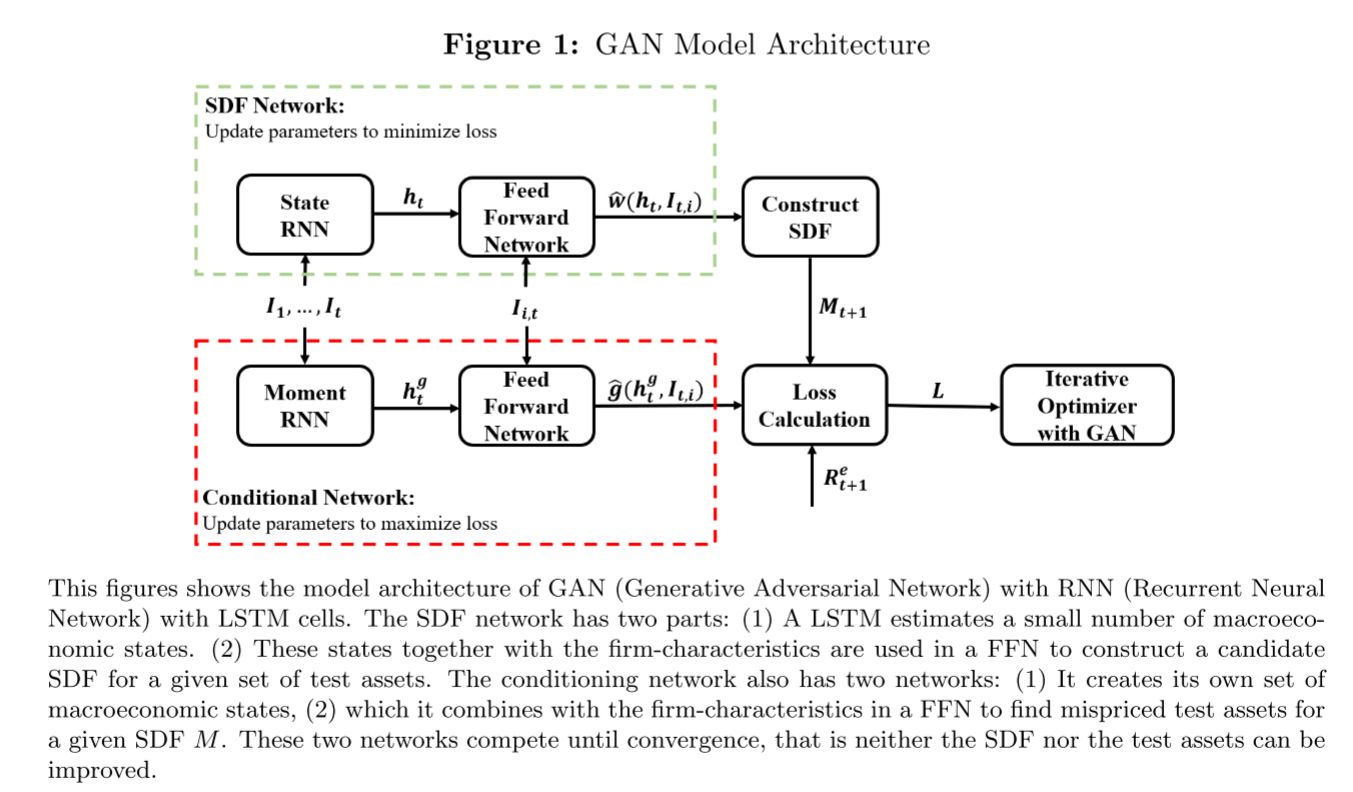 Figure 1: GAN Model Architecture
SDF Network:
Update parameters to minimize loss
State
RNN
h_t
Feed
Forward
Network
ŵ(h_t, I_{t,i})
Construct
SDF
I_1, ..., I_t
I_{i,t}
M_{t+1}
Moment
RNN
h_t^g
Feed
Forward
Network
ĝ(h_t^g, I_{t,i})
Loss
Calculation
L
Iterative
Optimizer
with GAN
R^e_{t+1}
Conditional Network:
Update parameters to maximize loss
This figures shows the model architecture of GAN (Generative Adversarial Network) with RNN (Recurrent Neural
Network) with LSTM cells. The SDF network has two parts: (1) A LSTM estimates a small number of macroeco-
nomic states. (2) These states together with the firm-characteristics are used in a FFN to construct a candidate
SDF for a given set of test assets. The conditioning network also has two networks: (1) It creates its own set of
macroeconomic states, (2) which it combines with the firm-characteristics in a FFN to find mispriced test assets for
a given SDF M. These two networks compete until convergence, that is neither the SDF nor the test assets can be
improved.